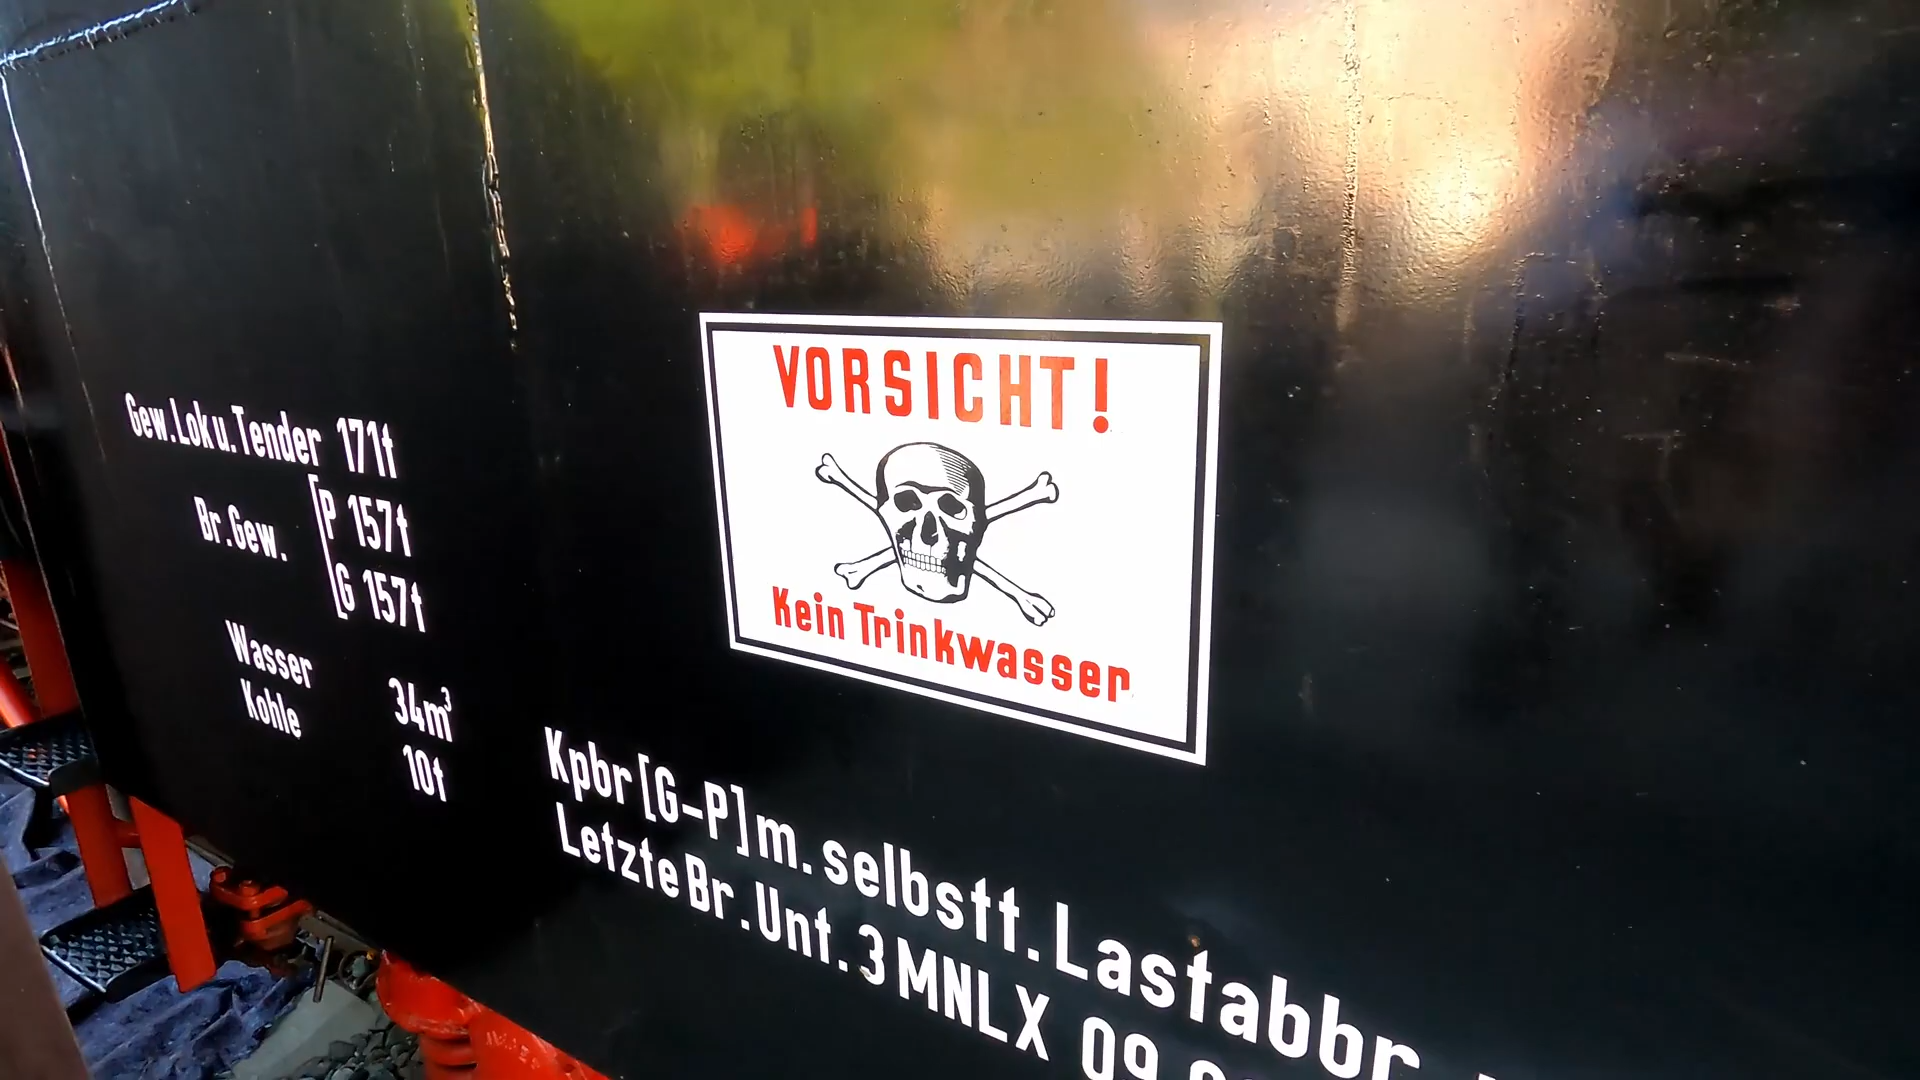 Gew. Lok u. Tender 171t
Br. Gew. [P 157t
[G 157t
Wasser 34m³
Kohle 10t
VORSICHT!
Kein Trinkwasser
Kpbr [G-P] m. selbstt. Lastabbr
Letzte Br. Unt. 3 MNLX 09